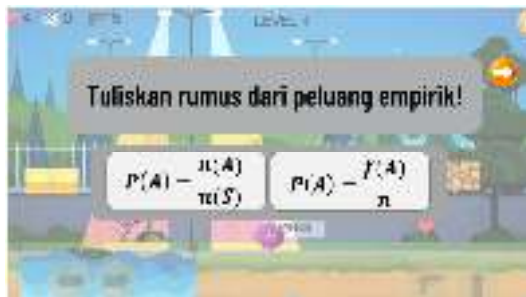 LEVEL 1
Tuliskan rumus dari peluang empirik!
P(A) = n(A)/n(S)
P(A) = f(A)/n